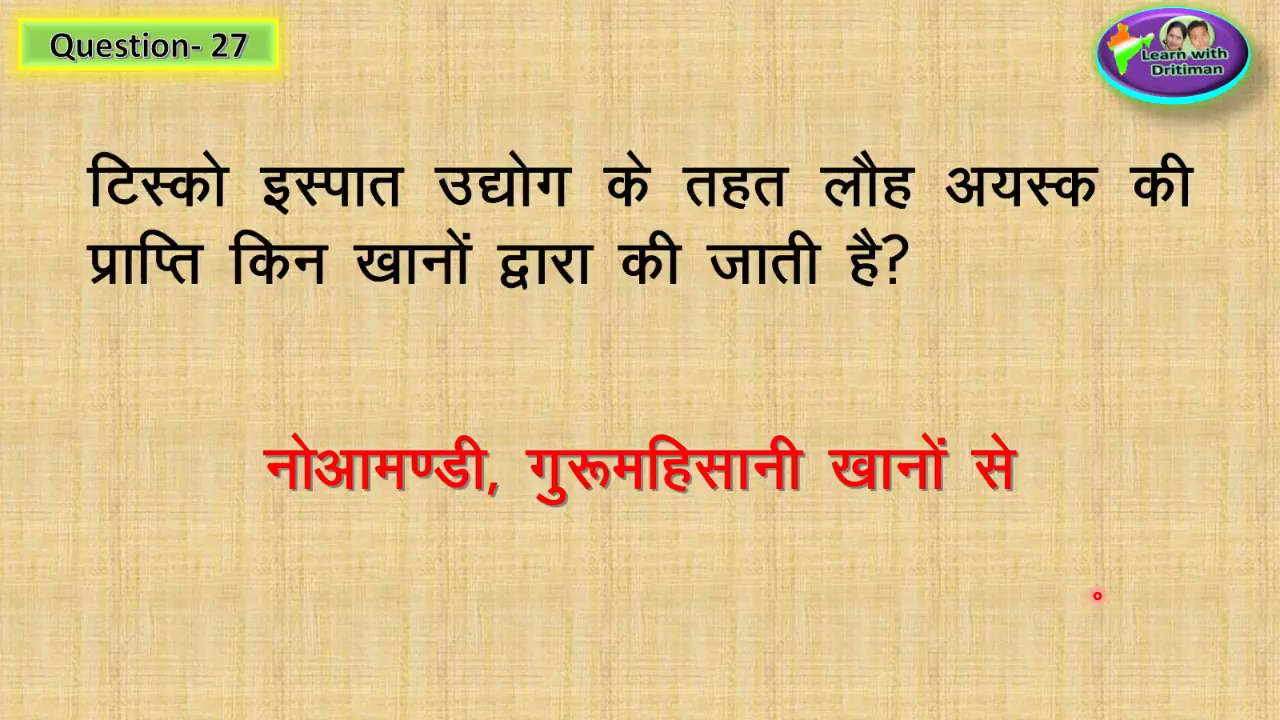 Question- 27
Learn with
Dritiman
टिस्को इस्पात उद्योग के तहत लौह अयस्क की
प्राप्ति किन खानों द्वारा की जाती है?
नोआमण्डी, गुरूमहिसानी खानों से